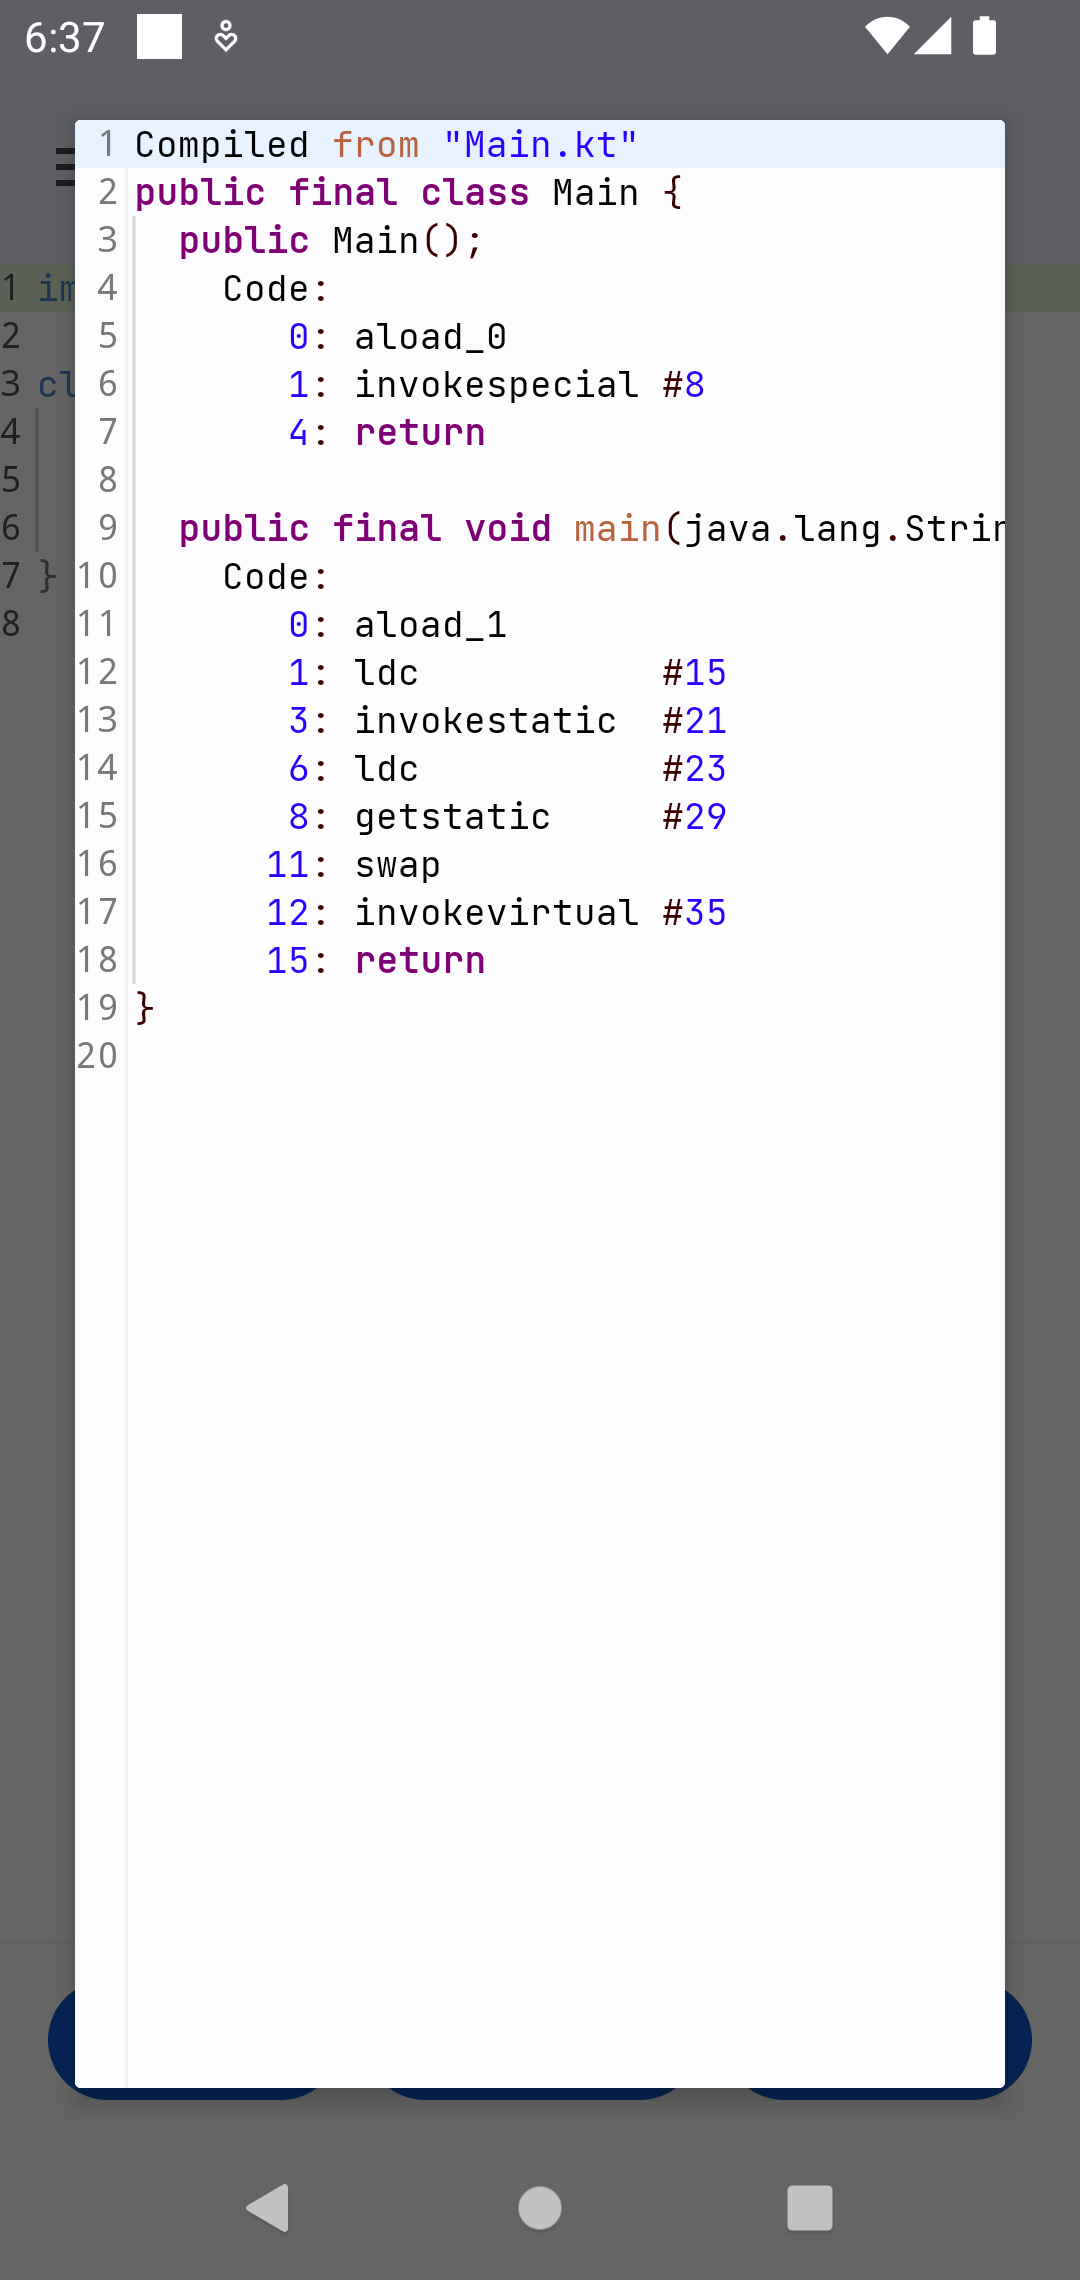 6:37
1 Compiled from "Main.kt"
2 public final class Main {
3 public Main();
4 Code:
5 0: aload_0
6 1: invokespecial #8
7 4: return
8
9 public final void main(java.lang.Strin
10 Code:
11 0: aload_1
12 1: ldc #15
13 3: invokestatic #21
14 6: ldc #23
15 8: getstatic #29
16 11: swap
17 12: invokevirtual #35
18 15: return
19 }
20
1 im
2
3 cl
4
5
6
7 }
8